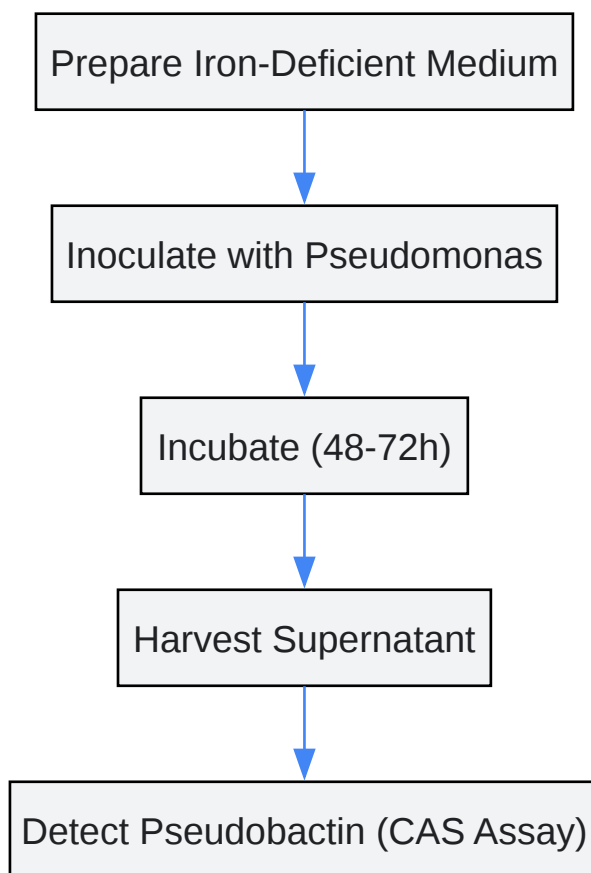 Prepare Iron-Deficient Medium
Inoculate with Pseudomonas
Incubate (48-72h)
Harvest Supernatant
Detect Pseudobactin (CAS Assay)